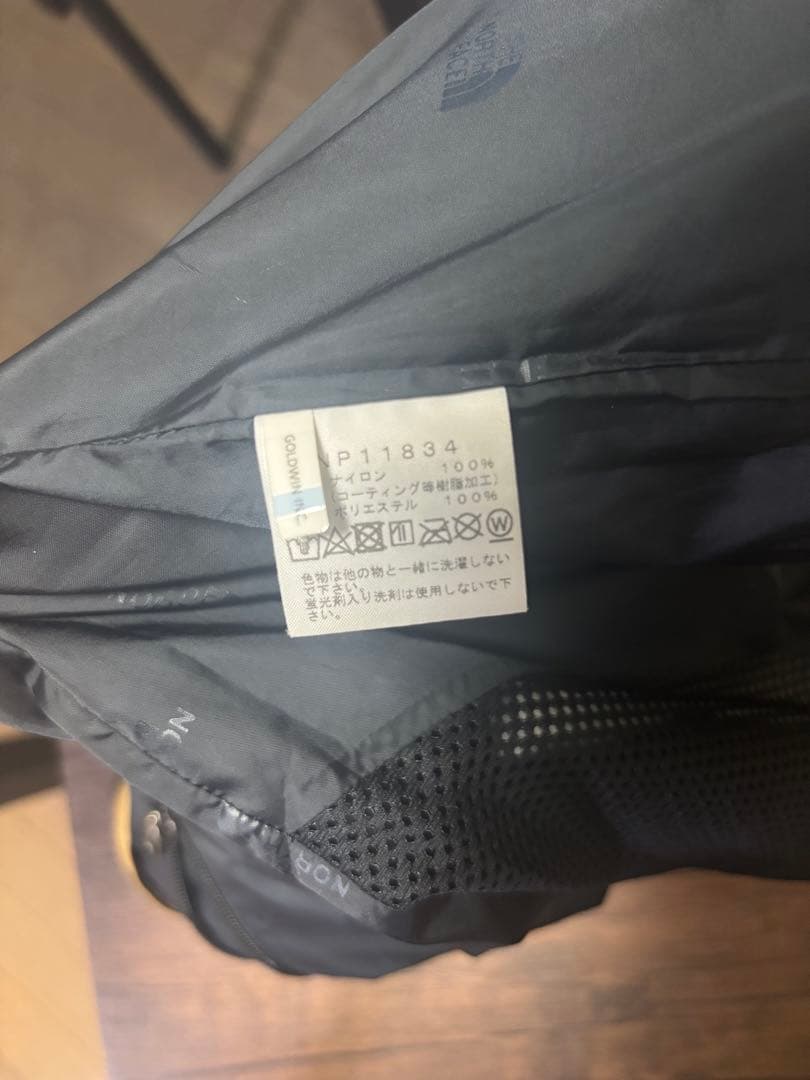 THE
NORTH
FACE
GOLDWIN INC.
NP11834
ナイロン 100%
(コーティング等樹脂加工)
ポリエステル 100%
W
色物は他の物と一緒に洗濯しない
で下さい。
蛍光剤入り洗剤は使用しないで下
さい。
NO
NOR